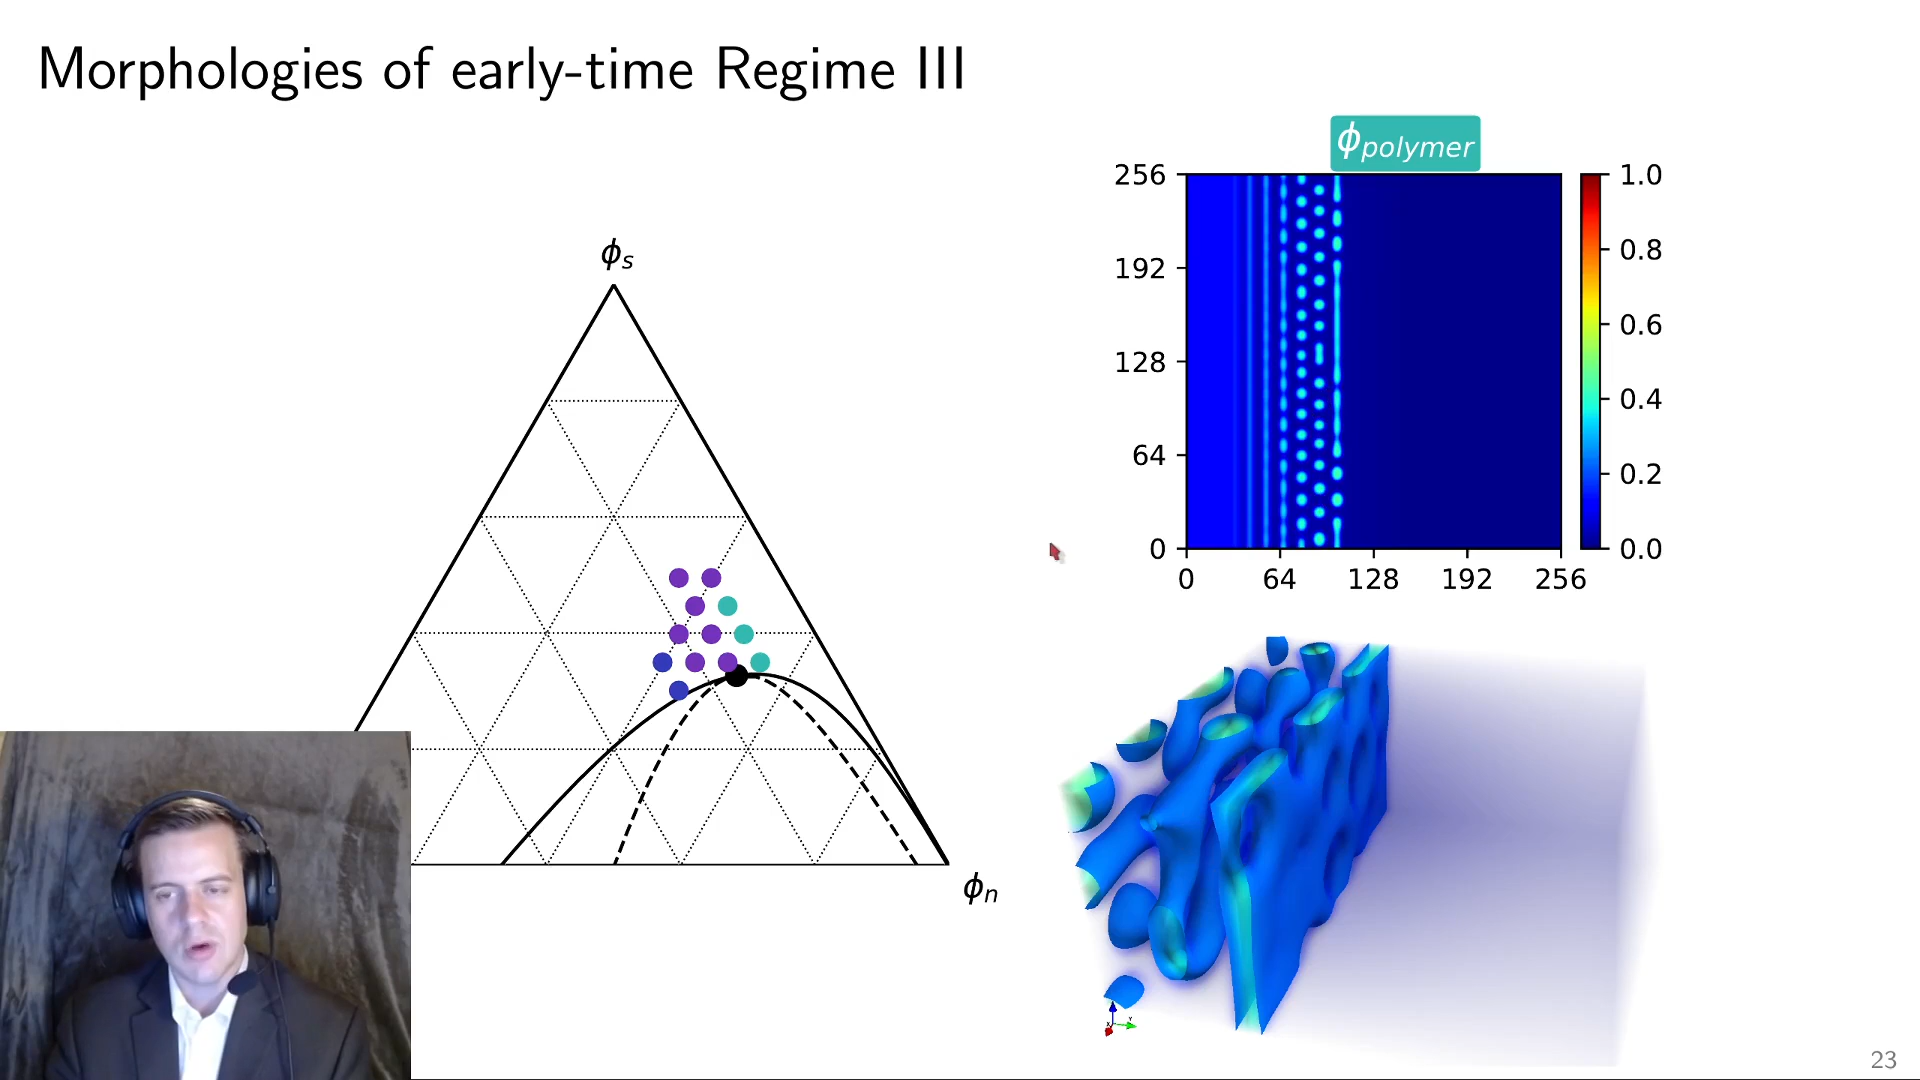 Morphologies of early-time Regime III
ϕpolymer
256
192
128
64
0
0 64 128 192 256
1.0
0.8
0.6
0.4
0.2
0.0
ϕs
ϕn
23